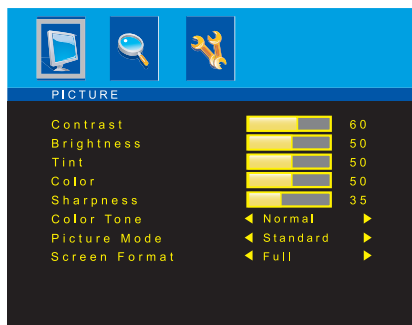 PICTURE
Contrast 60
Brightness 50
Tint 50
Color 50
Sharpness 35
Color Tone Normal
Picture Mode Standard
Screen Format Full